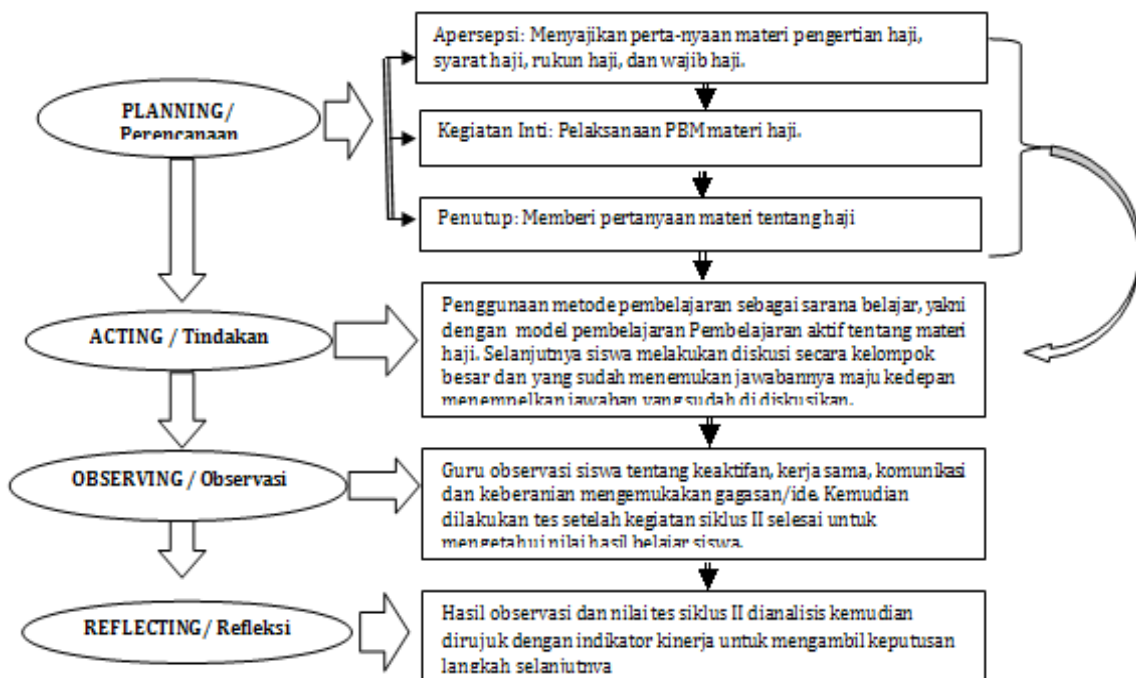 Apersepsi: Menyajikan perta-nyaan materi pengertian haji,
syarat haji, rukun haji, dan wajib haji.
PLANNING/
Perencanaan
Kegiatan Inti: Pelaksanaan PBM materi haji.
Penutup: Memberi pertanyaan materi tentang haji
ACTING / Tindakan
Penggunaan metode pembelajaran sebagai sarana belajar, yakni
dengan model pembelajaran Pembelajaran aktif tentang materi
haji. Selanjutnya siswa melakukan diskusi secara kelompok
besar dan yang sudah menemukan jawabannya maju kedepan
menempelkan jawaban yang sudah di diskusikan.
OBSERVING / Observasi
Guru observasi siswa tentang keaktifan, kerja sama, komunikasi
dan keberanian mengemukakan gagasan/ide. Kemudian
dilakukan tes setelah kegiatan siklus II selesai untuk
mengetahui nilai hasil belajar siswa.
REFLECTING/ Refleksi
Hasil observasi dan nilai tes siklus II dianalisis kemudian
dirujuk dengan indikator kinerja untuk mengambil keputusan
langkah selanjutnya